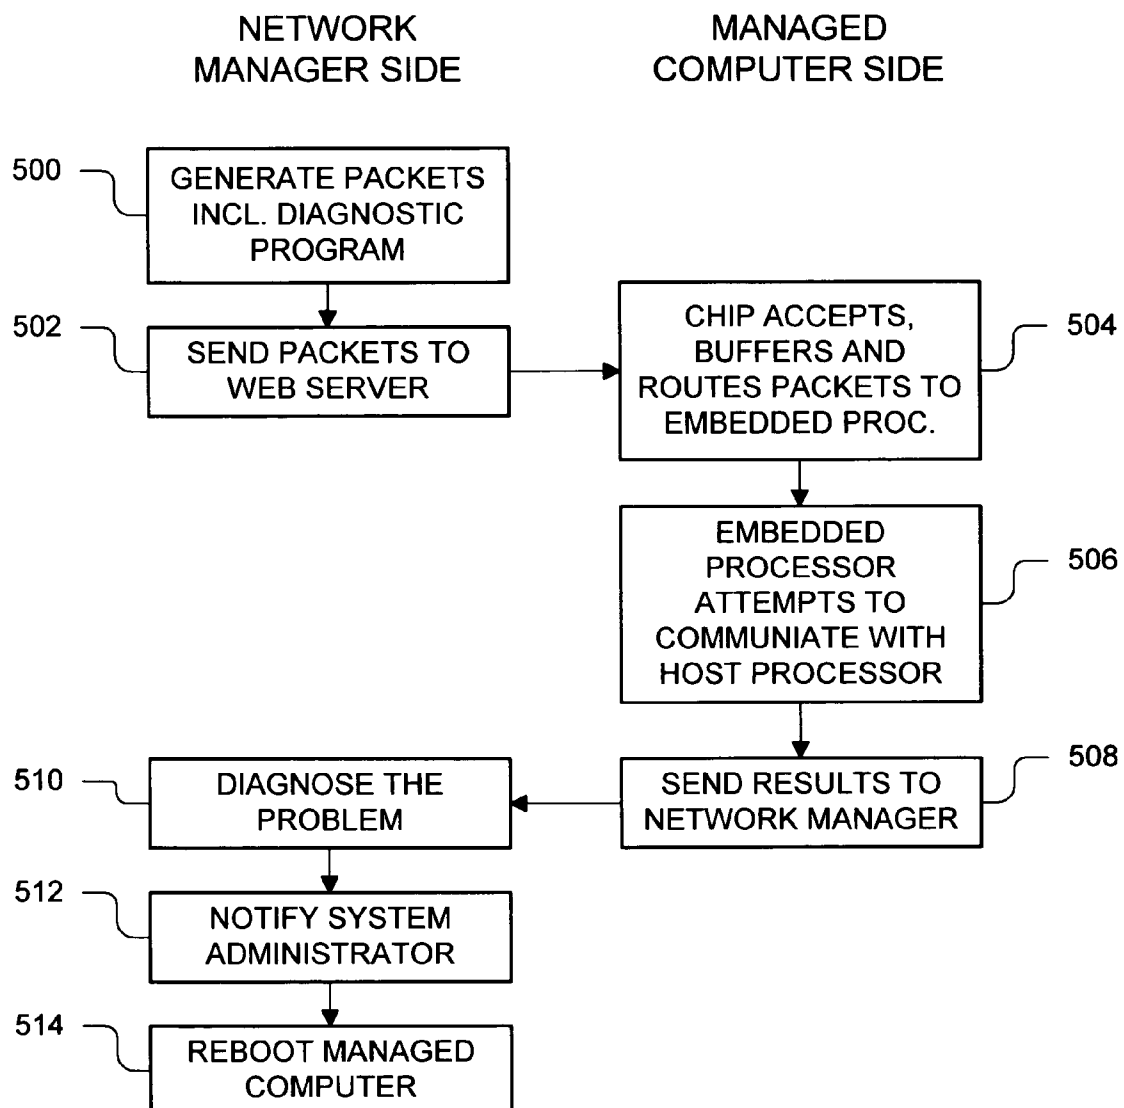 NETWORK
MANAGER SIDE
MANAGED
COMPUTER SIDE
500
GENERATE PACKETS
INCL. DIAGNOSTIC
PROGRAM
502
SEND PACKETS TO
WEB SERVER
CHIP ACCEPTS,
BUFFERS AND
ROUTES PACKETS TO
EMBEDDED PROC.
504
EMBEDDED
PROCESSOR
ATTEMPTS TO
COMMUNIATE WITH
HOST PROCESSOR
506
SEND RESULTS TO
NETWORK MANAGER
508
510
DIAGNOSE THE
PROBLEM
512
NOTIFY SYSTEM
ADMINISTRATOR
514
REBOOT MANAGED
COMPUTER